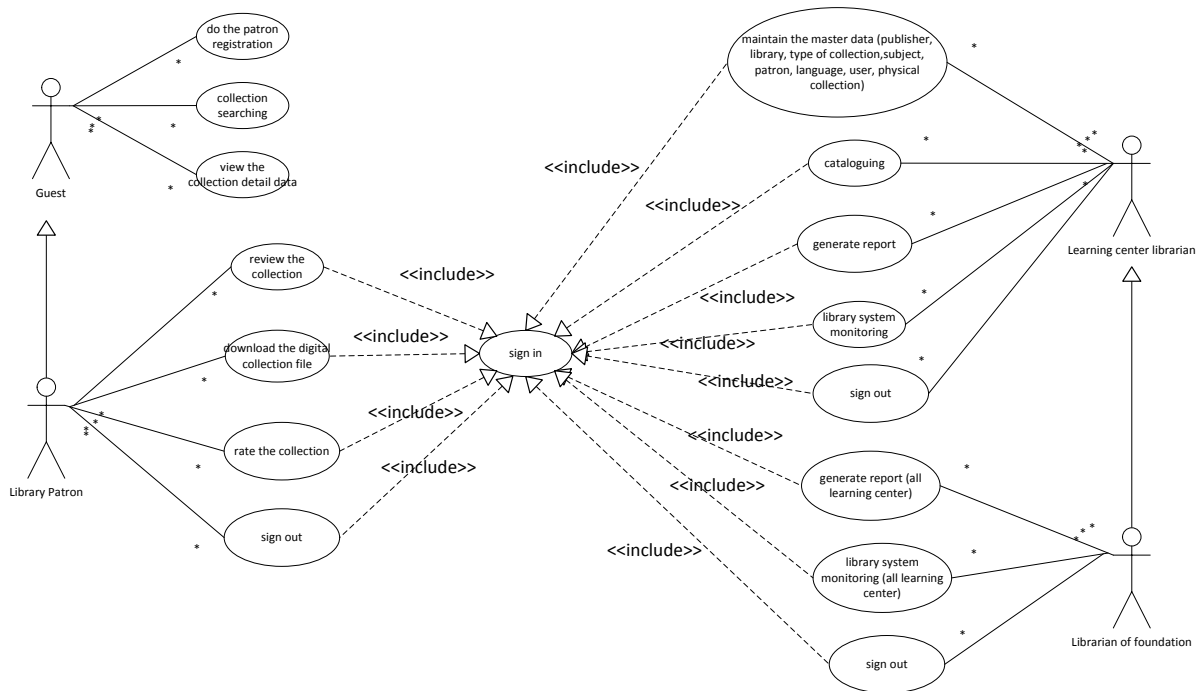 do the patron
registration
*
collection
searching
*
*
*
*
view the
collection detail data
*
Guest
review the
collection
*
<<include>>
download the digital
collection file
*
<<include>>
*
*
*
Library Patron
rate the collection
*
<<include>>
sign out
*
<<include>>
sign in
maintain the master data (publisher,
library, type of collection,subject,
patron, language, user, physical
collection)
*
<<include>>
cataloguing
*
<<include>>
*
*
*
*
*
Learning center librarian
generate report
*
<<include>>
library system
monitoring
*
<<include>>
sign out
*
<<include>>
generate report (all
learning center)
*
<<include>>
library system
monitoring (all learning
center)
*
<<include>>
*
*
*
sign out
*
<<include>>
Librarian of foundation